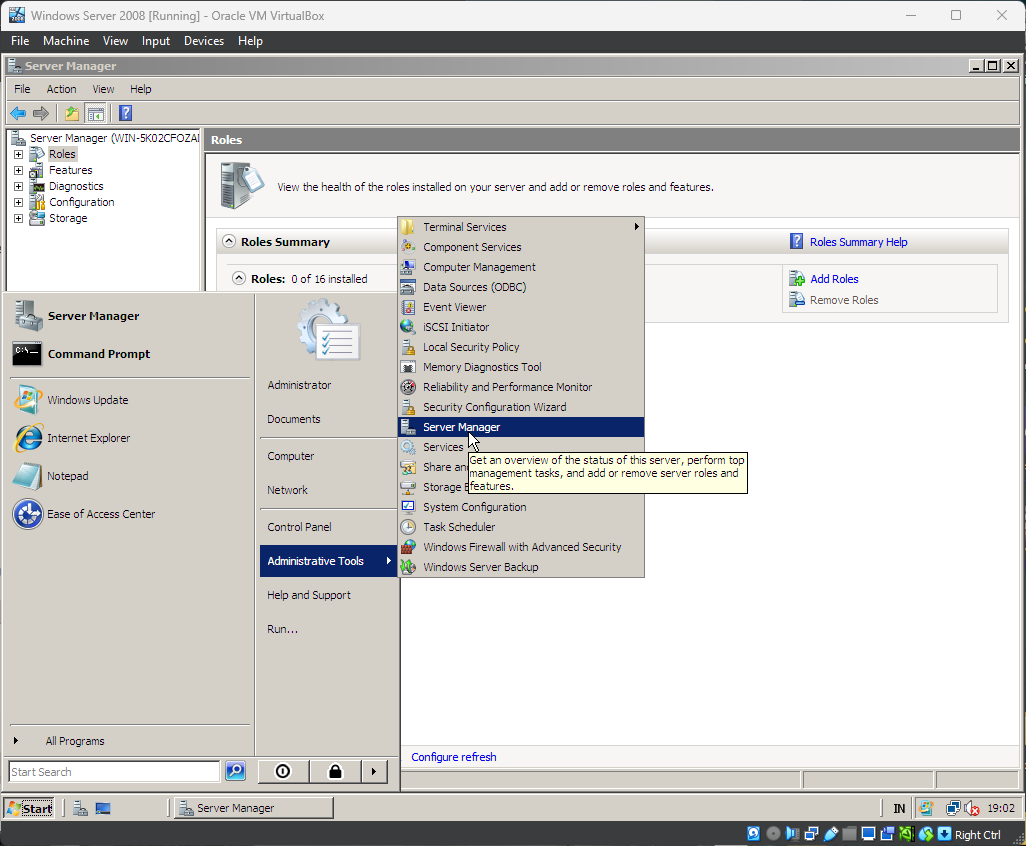 Windows Server 2008 [Running] - Oracle VM VirtualBox
File Machine View Input Devices Help
Server Manager
File Action View Help
Server Manager (WIN-5K02CFOZA
Roles
Features
Diagnostics
Configuration
Storage
Roles
View the health of the roles installed on your server and add or remove roles and features.
Roles Summary
Roles Summary Help
Roles: 0 of 16 installed
Add Roles
Remove Roles
Server Manager
Command Prompt
Windows Update
Internet Explorer
Notepad
Ease of Access Center
All Programs
Start Search
Administrator
Documents
Computer
Network
Control Panel
Administrative Tools
Help and Support
Run...
Terminal Services
Component Services
Computer Management
Data Sources (ODBC)
Event Viewer
iSCSI Initiator
Local Security Policy
Memory Diagnostics Tool
Reliability and Performance Monitor
Security Configuration Wizard
Server Manager
Services
Share and
Storage E
System Configuration
Task Scheduler
Windows Firewall with Advanced Security
Windows Server Backup
Get an overview of the status of this server, perform top
management tasks, and add or remove server roles and
features.
Configure refresh
Start
Server Manager
IN
19:02
Right Ctrl